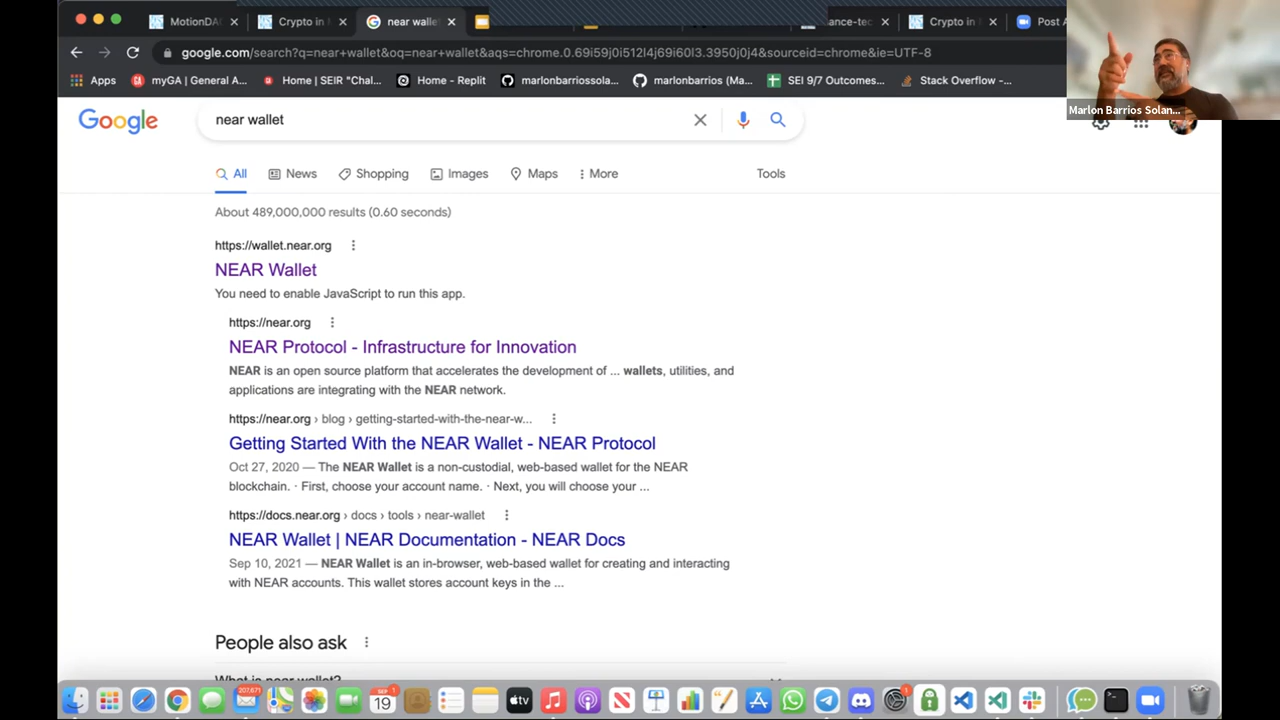 MotionDA
Crypto in
near walle
ance-tec
Crypto in
Post A
google.com/search?q=near+wallet&oq=near+wallet&aqs=chrome.0.69i59j0i512l4j69i60l3.3950j0j4&sourceid=chrome&ie=UTF-8
Apps
myGA | General A...
Home | SEIR "Chal...
Home - Replit
marlonbarriossola...
marlonbarrios (Ma...
SEI 9/7 Outcomes...
Stack Overflow -...
Marlon Barrios Solan...
Google
near wallet
All
News
Shopping
Images
Maps
More
Tools
About 489,000,000 results (0.60 seconds)
https://wallet.near.org
NEAR Wallet
You need to enable JavaScript to run this app.
https://near.org
NEAR Protocol - Infrastructure for Innovation
NEAR is an open source platform that accelerates the development of ... wallets, utilities, and
applications are integrating with the NEAR network.
https://near.org › blog › getting-started-with-the-near-w...
Getting Started With the NEAR Wallet - NEAR Protocol
Oct 27, 2020 — The NEAR Wallet is a non-custodial, web-based wallet for the NEAR
blockchain. · First, choose your account name. · Next, you will choose your ...
https://docs.near.org › docs › tools › near-wallet
NEAR Wallet | NEAR Documentation - NEAR Docs
Sep 10, 2021 — NEAR Wallet is an in-browser, web-based wallet for creating and interacting
with NEAR accounts. This wallet stores account keys in the ...
People also ask
What is near wallet?
207,671
SEP
19
tv
1